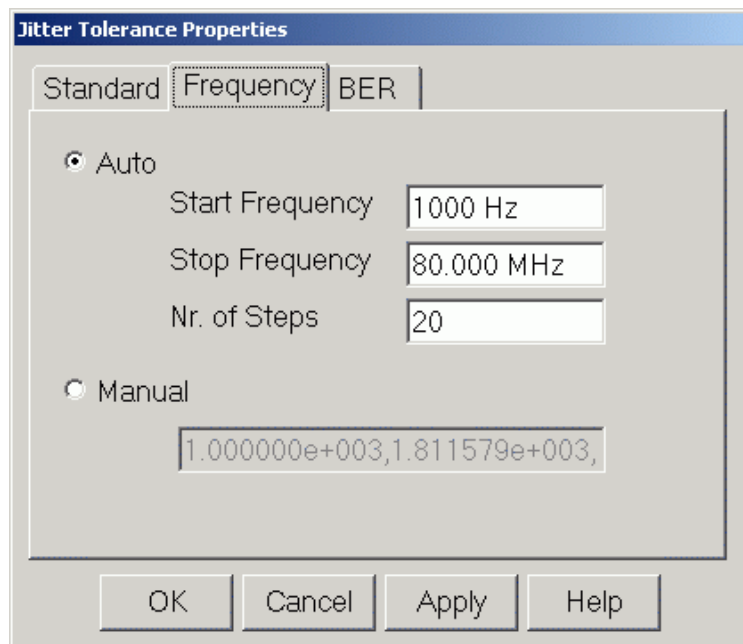 Jitter Tolerance Properties
Standard Frequency BER
Auto
Start Frequency 1000 Hz
Stop Frequency 80.000 MHz
Nr. of Steps 20
Manual
1.000000e+003,1.811579e+003,
OK Cancel Apply Help